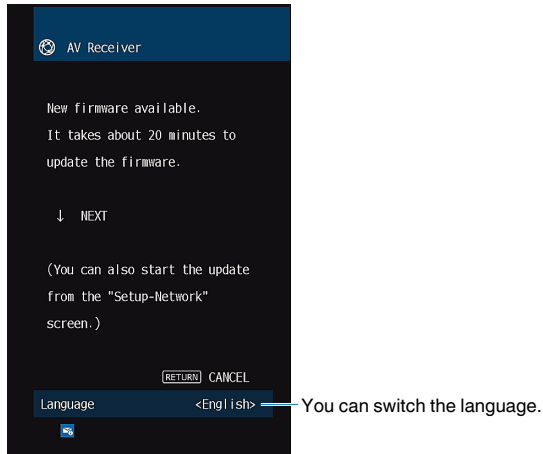 AV Receiver
New firmware available.
It takes about 20 minutes to
update the firmware.
↓ NEXT
(You can also start the update
from the "Setup-Network"
screen.)
RETURN CANCEL
Language <English>
You can switch the language.